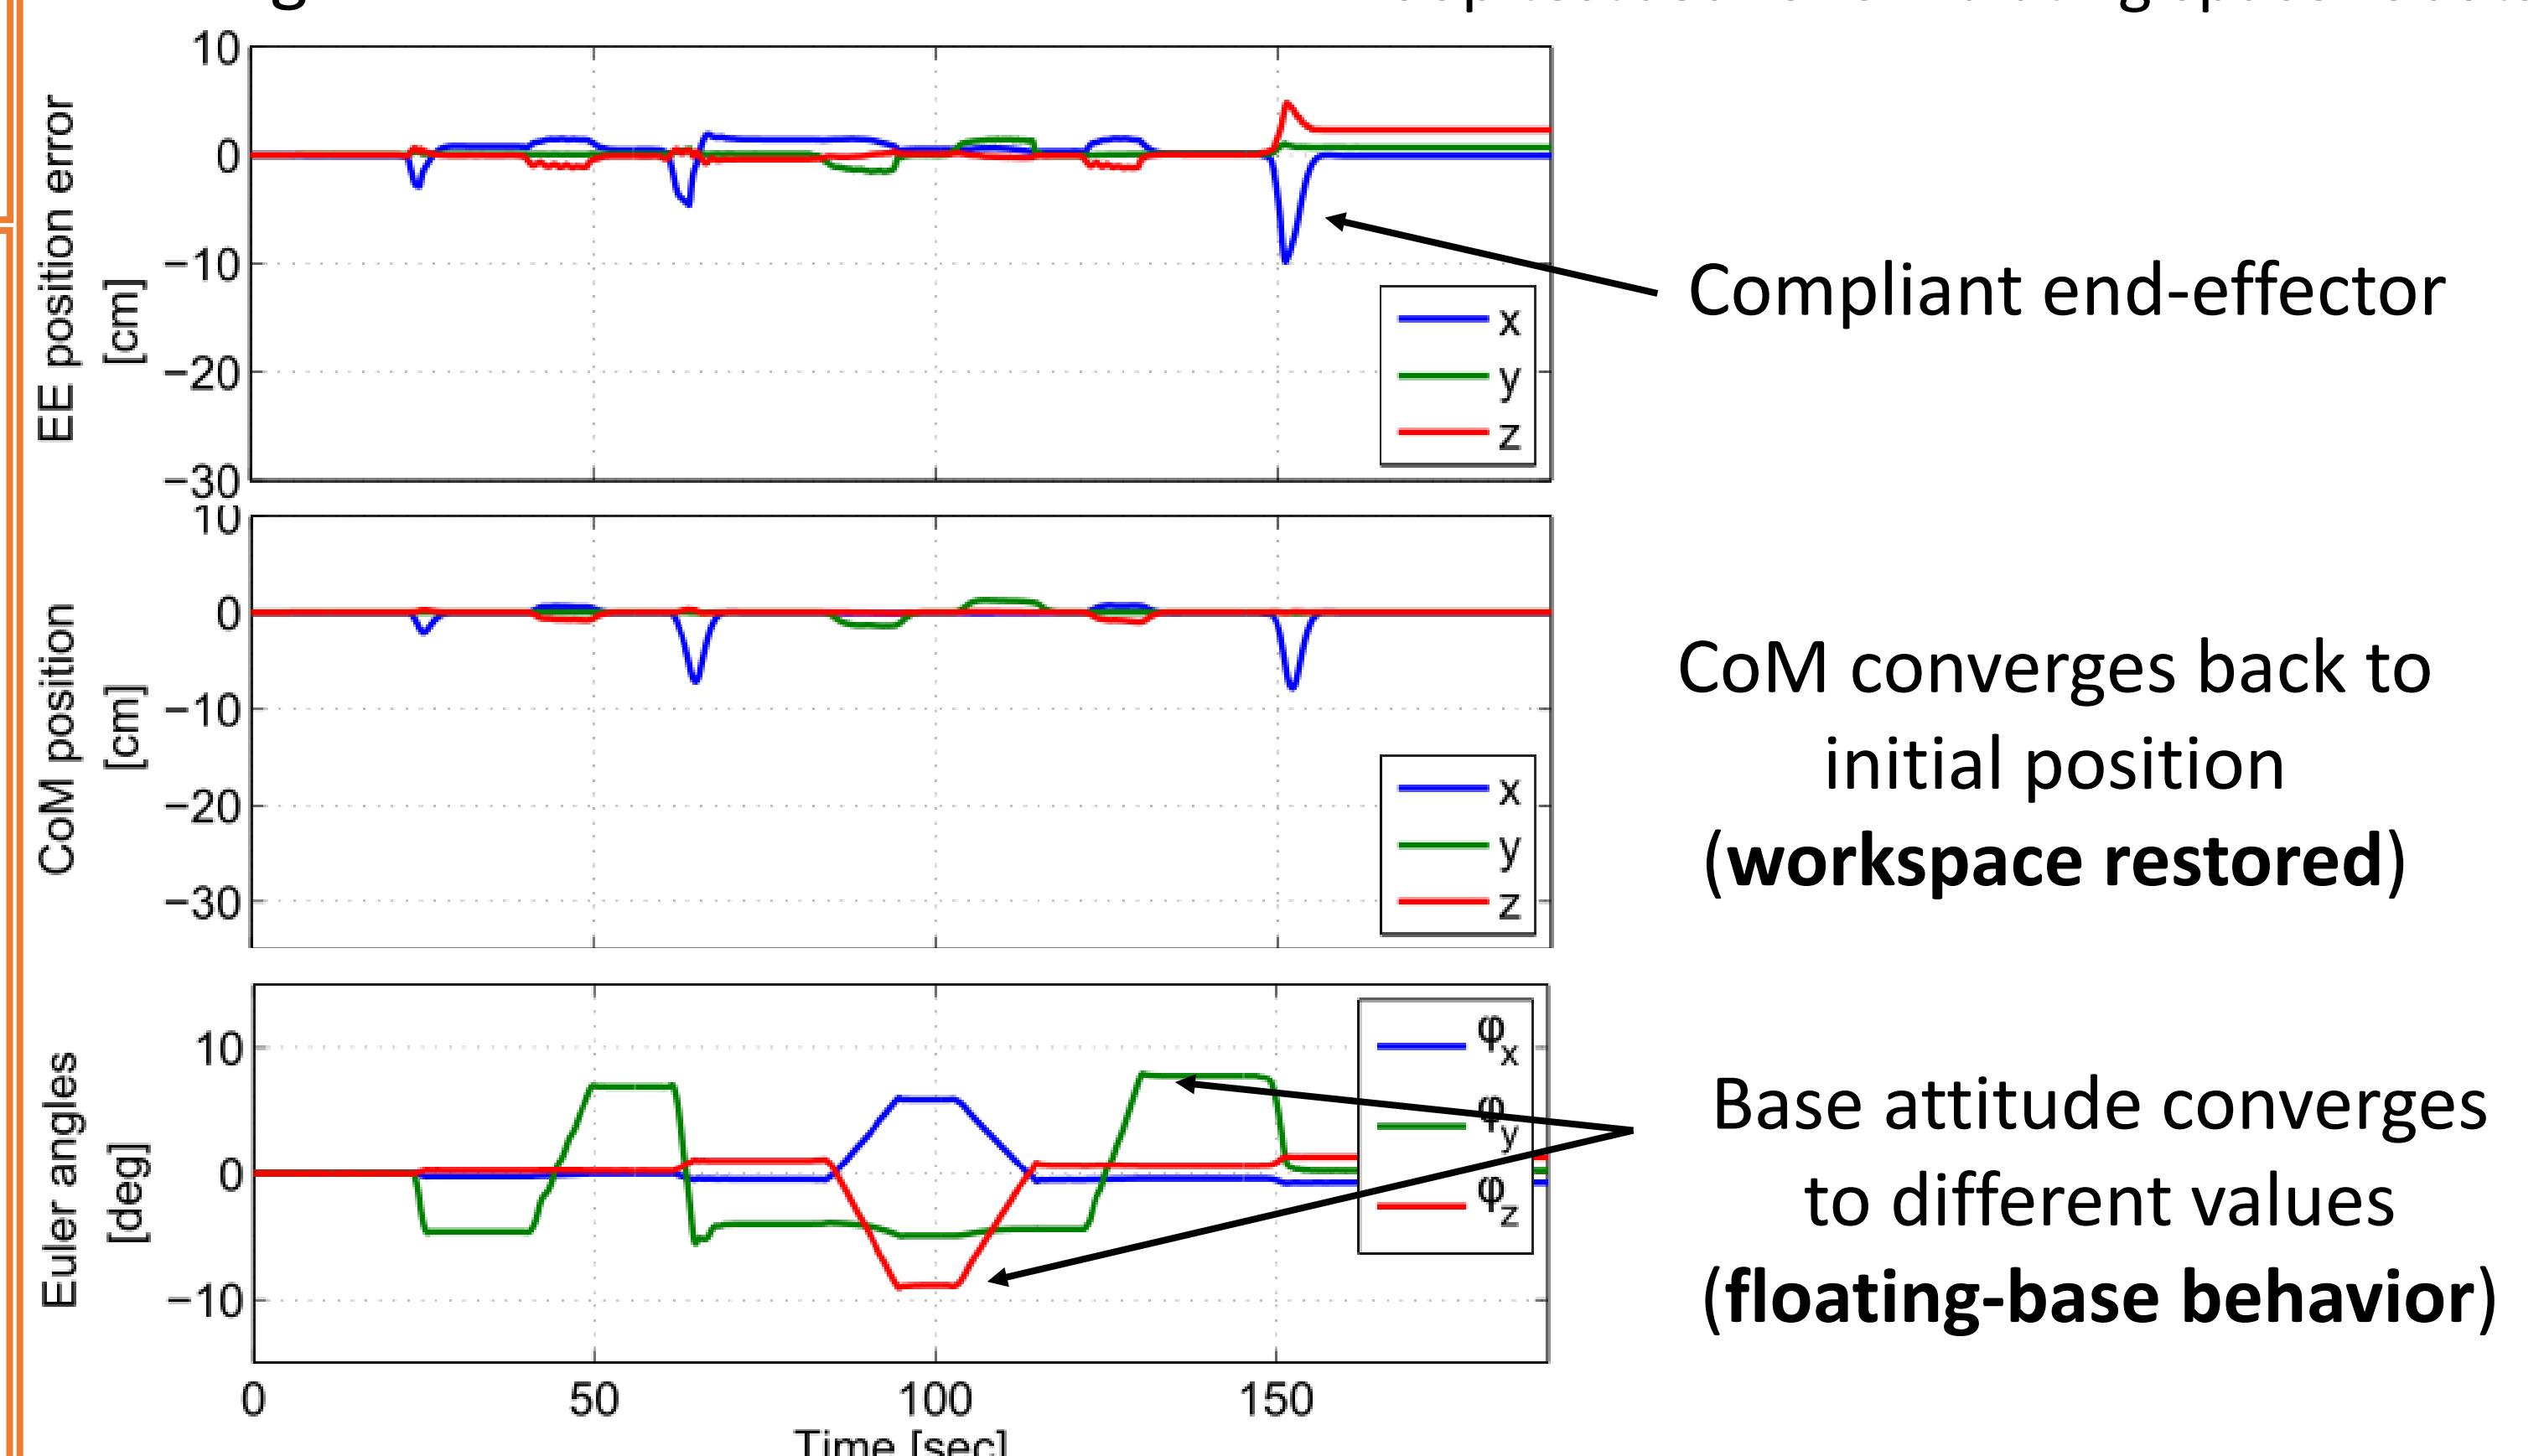 10
0
−10
−20
−30
EE position error
[cm]
x
y
z
Compliant end-effector
10
0
−10
−20
−30
CoM position
[cm]
x
y
z
CoM converges back to
initial position
(workspace restored)
10
0
−10
Euler angles
[deg]
φx
φy
φz
Base attitude converges
to different values
(floating-base behavior)
0 50 100 150
Time [sec]